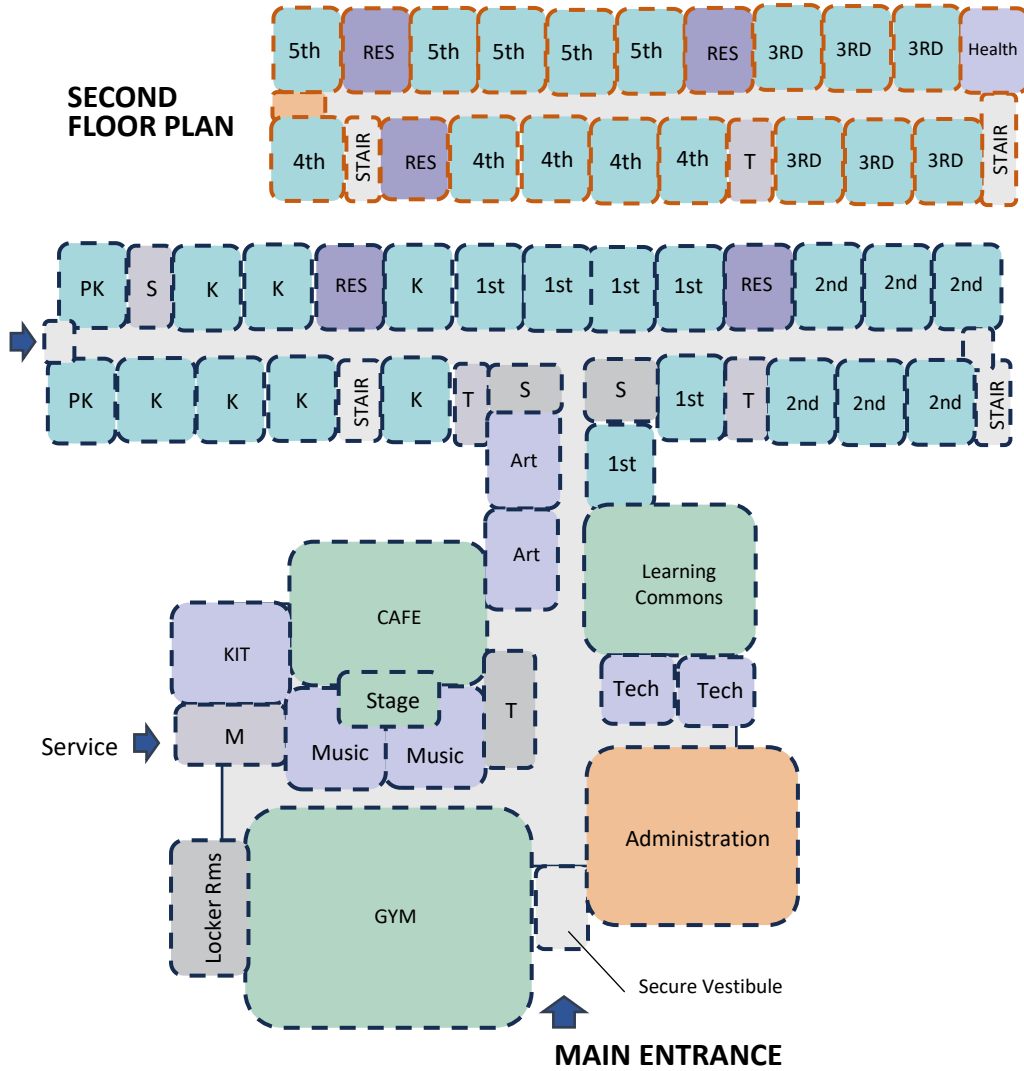 SECOND
FLOOR PLAN
5th RES 5th 5th 5th 5th RES 3RD 3RD 3RD Health
4th STAIR RES 4th 4th 4th 4th T 3RD 3RD 3RD STAIR
PK S K K RES K 1st 1st 1st 1st RES 2nd 2nd 2nd
PK K K K STAIR K T S S 1st T 2nd 2nd 2nd STAIR
Art 1st
Art
Learning
Commons
CAFE
KIT
Stage
Tech Tech
T
Service M
Music Music
Administration
Locker Rms
GYM
Secure Vestibule
MAIN ENTRANCE